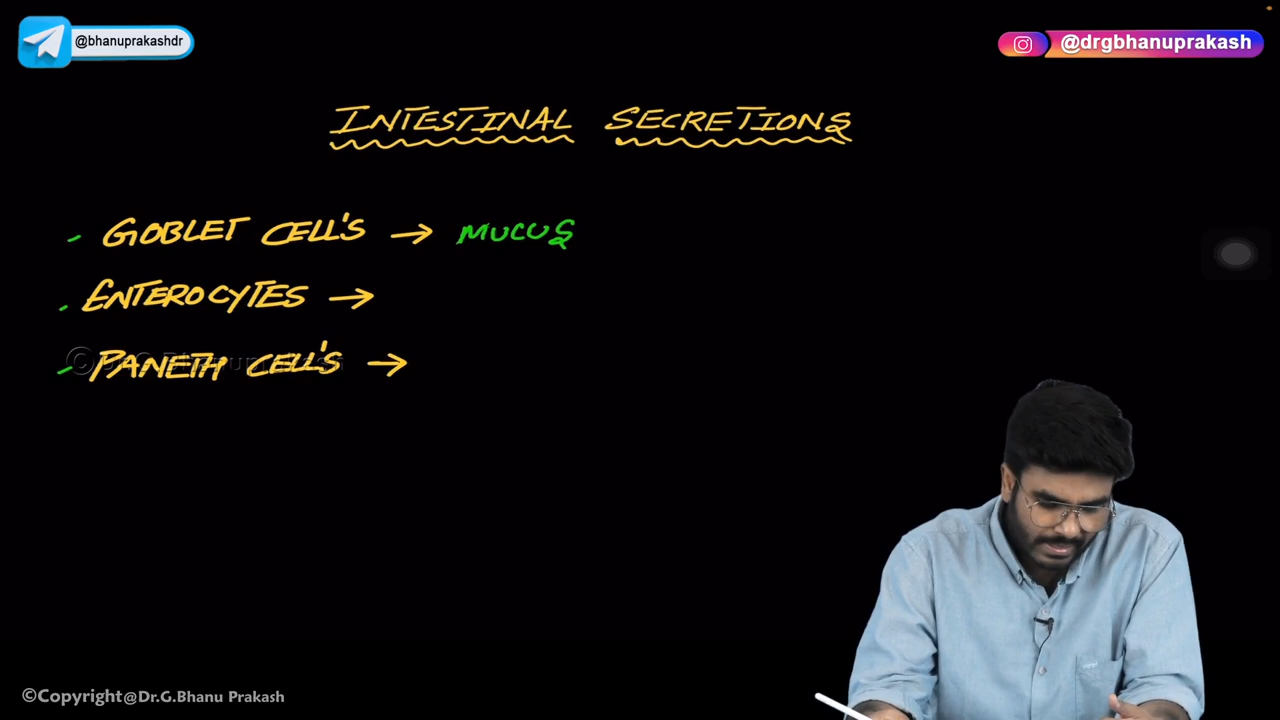 @bhanuprakashdr
@drgbhanuprakash
INTESTINAL SECRETIONS
GOBLET CELL'S → MUCUS
ENTEROCYTES →
PANETH CELL'S →
©Copyright@Dr.G.Bhanu Prakash